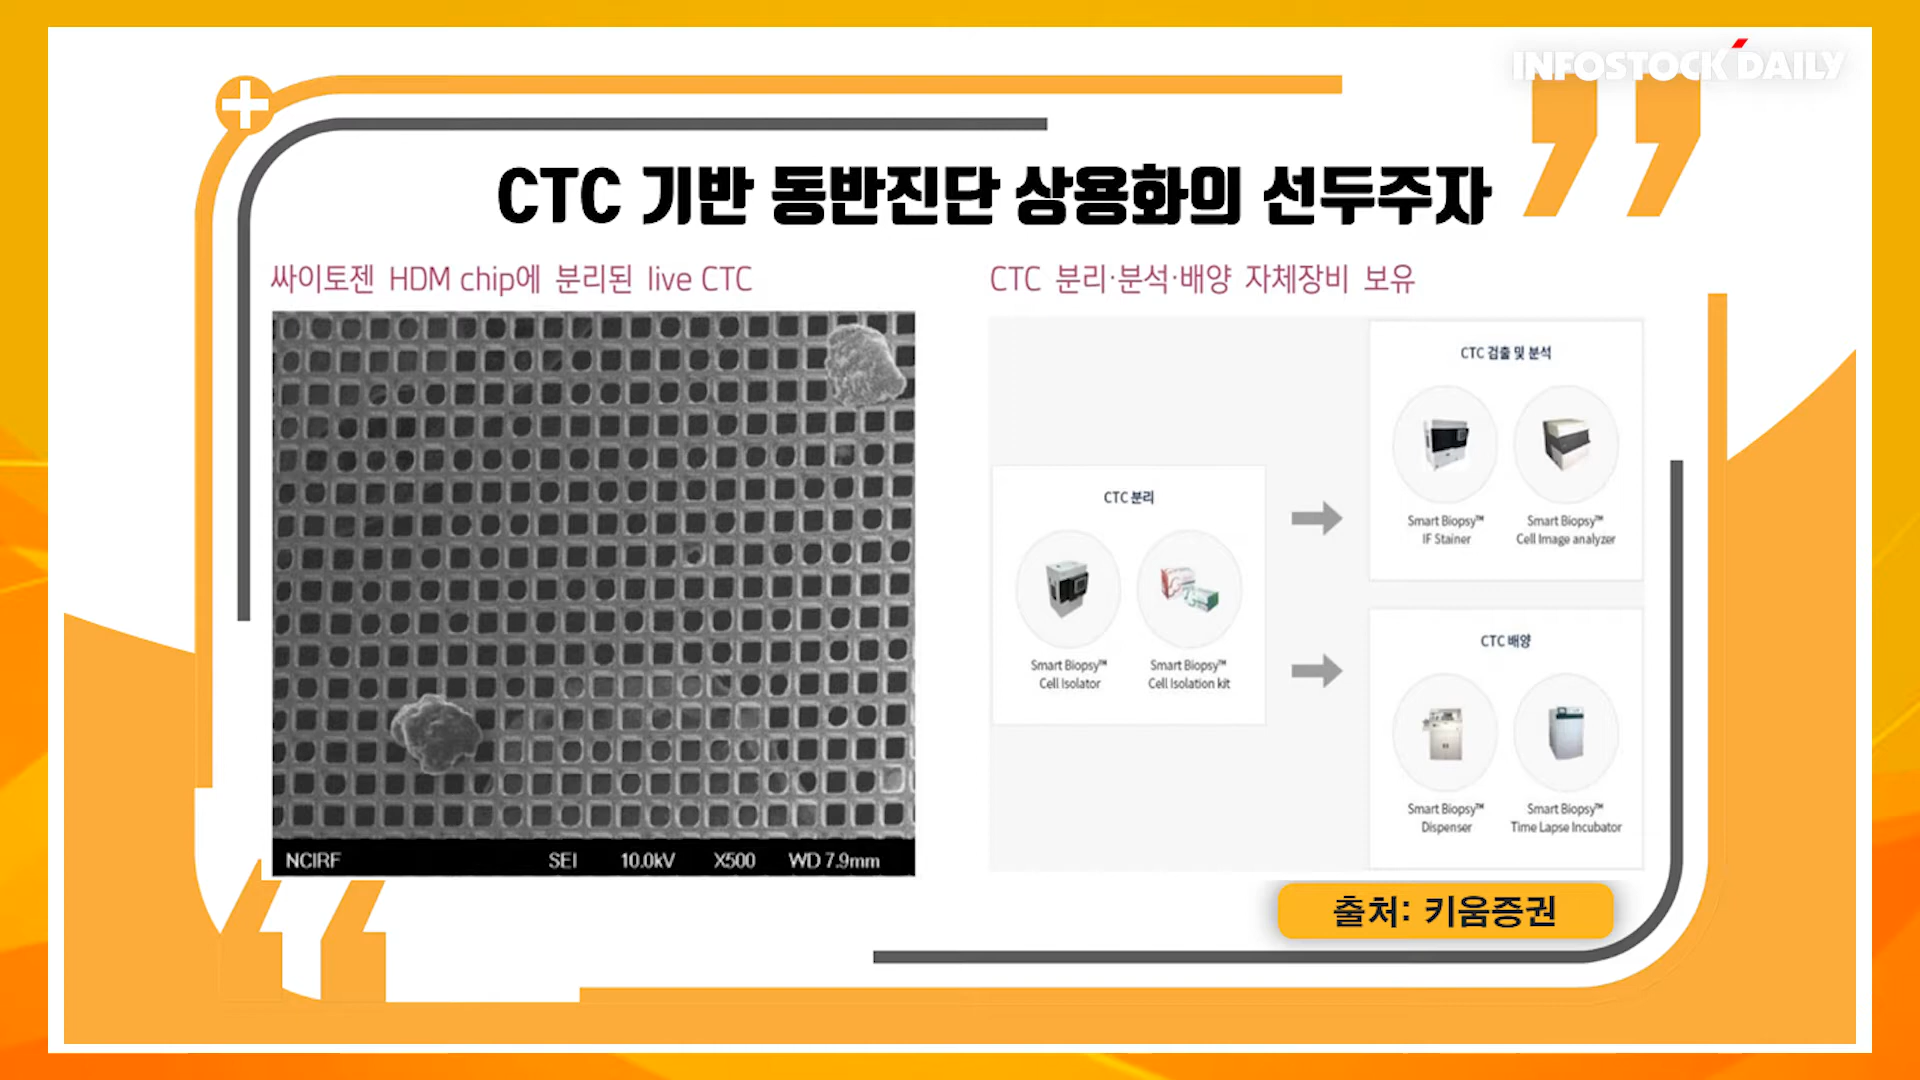 INFOSTOCK DAILY
CTC 기반 동반진단 상용화의 선두주자
싸이토젠 HDM chip에 분리된 live CTC
NCIRF SEI 10.0kV X500 WD 7.9mm
CTC 분리·분석·배양 자체장비 보유
CTC 분리
Smart Biopsy™
Cell Isolator
Smart Biopsy™
Cell Isolation kit
CTC 검출 및 분석
Smart Biopsy™
IF Stainer
Smart Biopsy™
Cell Image analyzer
CTC 배양
Smart Biopsy™
Dispenser
Smart Biopsy™
Time Lapse Incubator
출처: 키움증권